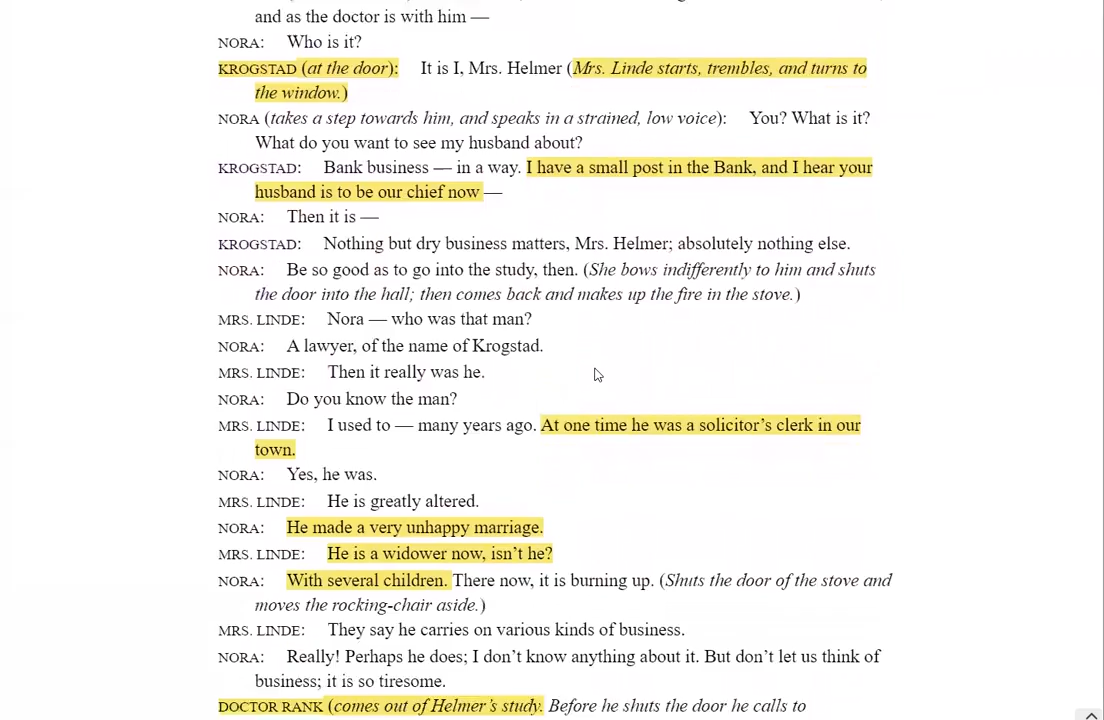 and as the doctor is with him —
NORA: Who is it?
KROGSTAD (at the door): It is I, Mrs. Helmer (Mrs. Linde starts, trembles, and turns to
the window.)
NORA (takes a step towards him, and speaks in a strained, low voice): You? What is it?
What do you want to see my husband about?
KROGSTAD: Bank business — in a way. I have a small post in the Bank, and I hear your
husband is to be our chief now —
NORA: Then it is —
KROGSTAD: Nothing but dry business matters, Mrs. Helmer; absolutely nothing else.
NORA: Be so good as to go into the study, then. (She bows indifferently to him and shuts
the door into the hall; then comes back and makes up the fire in the stove.)
MRS. LINDE: Nora — who was that man?
NORA: A lawyer, of the name of Krogstad.
MRS. LINDE: Then it really was he.
NORA: Do you know the man?
MRS. LINDE: I used to — many years ago. At one time he was a solicitor’s clerk in our
town.
NORA: Yes, he was.
MRS. LINDE: He is greatly altered.
NORA: He made a very unhappy marriage.
MRS. LINDE: He is a widower now, isn’t he?
NORA: With several children. There now, it is burning up. (Shuts the door of the stove and
moves the rocking-chair aside.)
MRS. LINDE: They say he carries on various kinds of business.
NORA: Really! Perhaps he does; I don’t know anything about it. But don’t let us think of
business; it is so tiresome.
DOCTOR RANK (comes out of Helmer’s study. Before he shuts the door he calls to